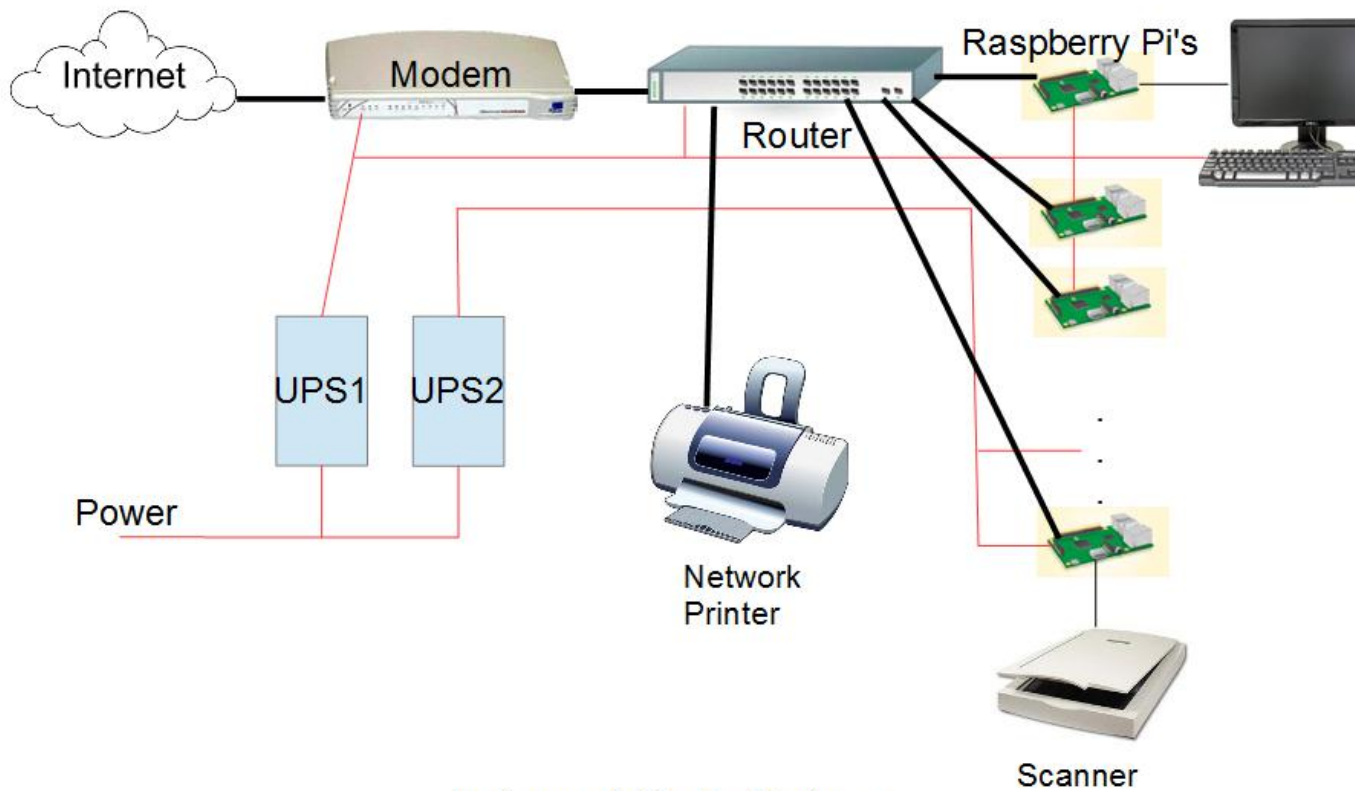 Internet
Modem
Router
Raspberry Pi's
UPS1
UPS2
Power
Network
Printer
Scanner